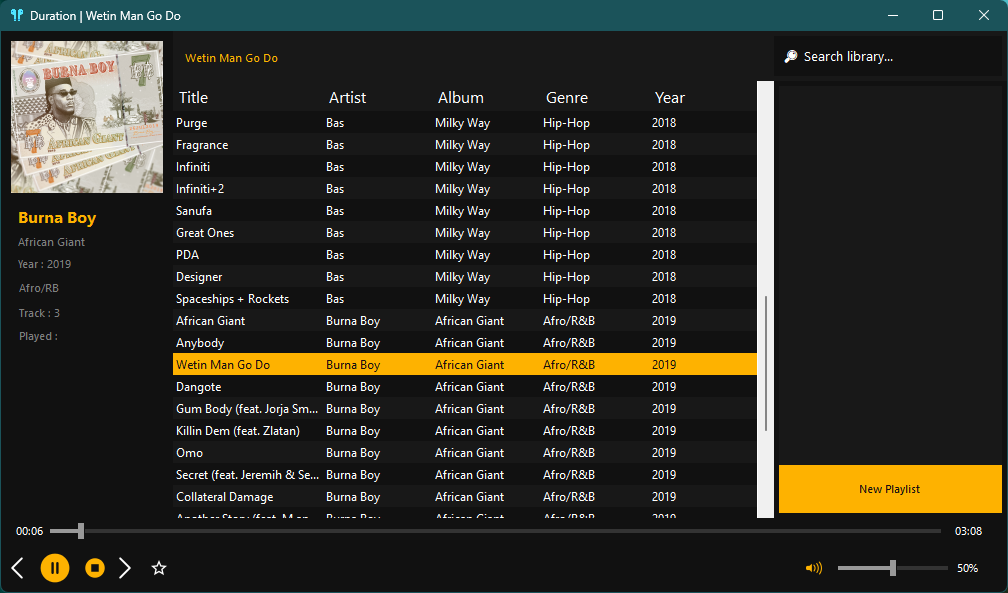 Duration | Wetin Man Go Do
BURNA BOY
AFRICAN GIANT
Burna Boy
African Giant
Year : 2019
Afro/RB
Track : 3
Played :
Wetin Man Go Do
Title Artist Album Genre Year
Purge Bas Milky Way Hip-Hop 2018
Fragrance Bas Milky Way Hip-Hop 2018
Infiniti Bas Milky Way Hip-Hop 2018
Infiniti+2 Bas Milky Way Hip-Hop 2018
Sanufa Bas Milky Way Hip-Hop 2018
Great Ones Bas Milky Way Hip-Hop 2018
PDA Bas Milky Way Hip-Hop 2018
Designer Bas Milky Way Hip-Hop 2018
Spaceships + Rockets Bas Milky Way Hip-Hop 2018
African Giant Burna Boy African Giant Afro/R&B 2019
Anybody Burna Boy African Giant Afro/R&B 2019
Wetin Man Go Do Burna Boy African Giant Afro/R&B 2019
Dangote Burna Boy African Giant Afro/R&B 2019
Gum Body (feat. Jorja Sm... Burna Boy African Giant Afro/R&B 2019
Killin Dem (feat. Zlatan) Burna Boy African Giant Afro/R&B 2019
Omo Burna Boy African Giant Afro/R&B 2019
Secret (feat. Jeremih & Se... Burna Boy African Giant Afro/R&B 2019
Collateral Damage Burna Boy African Giant Afro/R&B 2019
Another Story (feat. M.an... Burna Boy African Giant Afro/R&B 2019
Search library...
New Playlist
00:06 03:08
50%